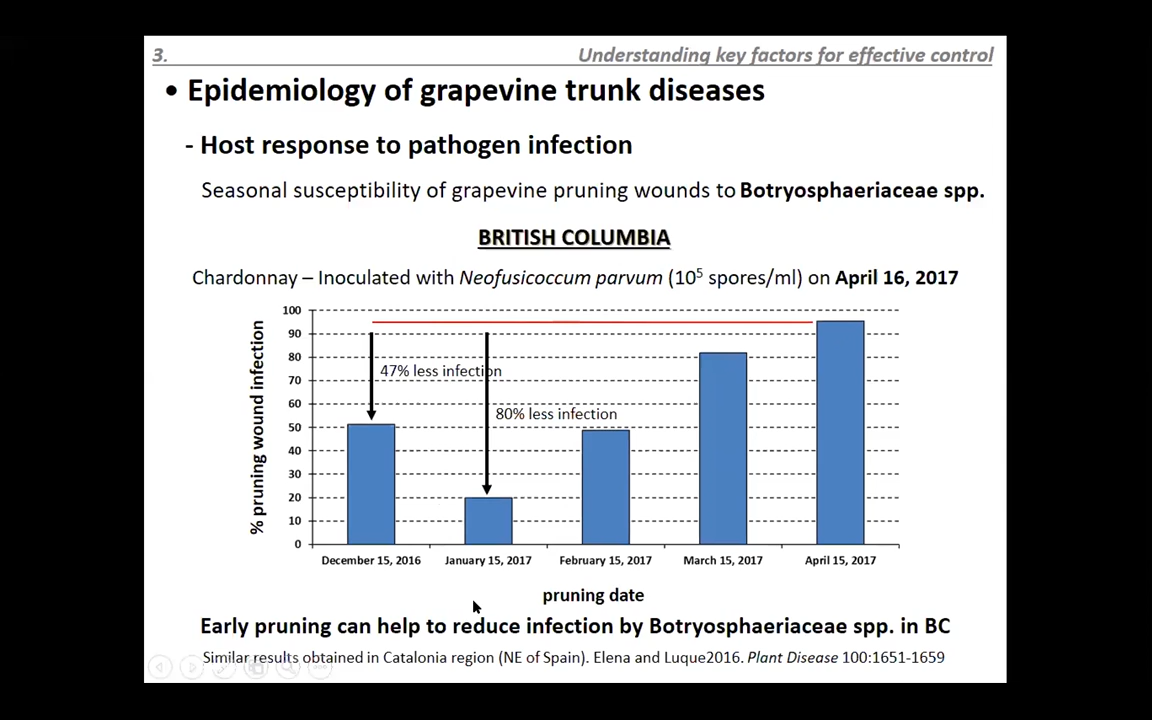 3.
Understanding key factors for effective control
• Epidemiology of grapevine trunk diseases
- Host response to pathogen infection
Seasonal susceptibility of grapevine pruning wounds to Botryosphaeriaceae spp.
BRITISH COLUMBIA
Chardonnay – Inoculated with Neofusicoccum parvum (10⁵ spores/ml) on April 16, 2017
% pruning wound infection
100
90
80
70
60
50
40
30
20
10
0
47% less infection
80% less infection
December 15, 2016
January 15, 2017
February 15, 2017
March 15, 2017
April 15, 2017
pruning date
Early pruning can help to reduce infection by Botryosphaeriaceae spp. in BC
Similar results obtained in Catalonia region (NE of Spain). Elena and Luque2016. Plant Disease 100:1651-1659